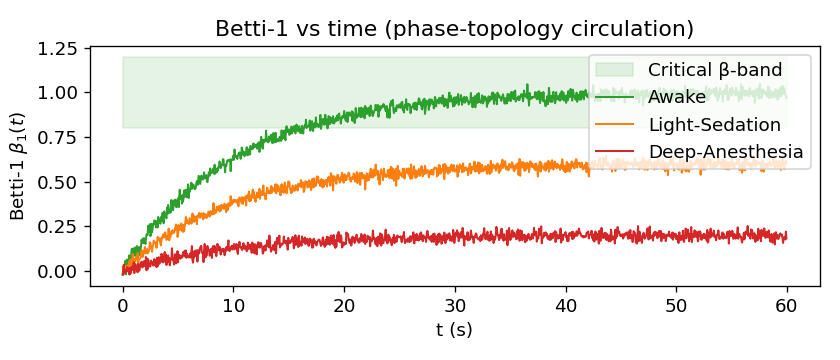 Betti-1 vs time (phase-topology circulation)
Betti-1 β₁(t)
1.25
1.00
0.75
0.50
0.25
0.00
Critical β-band
Awake
Light-Sedation
Deep-Anesthesia
0
10
20
30
40
50
60
t (s)